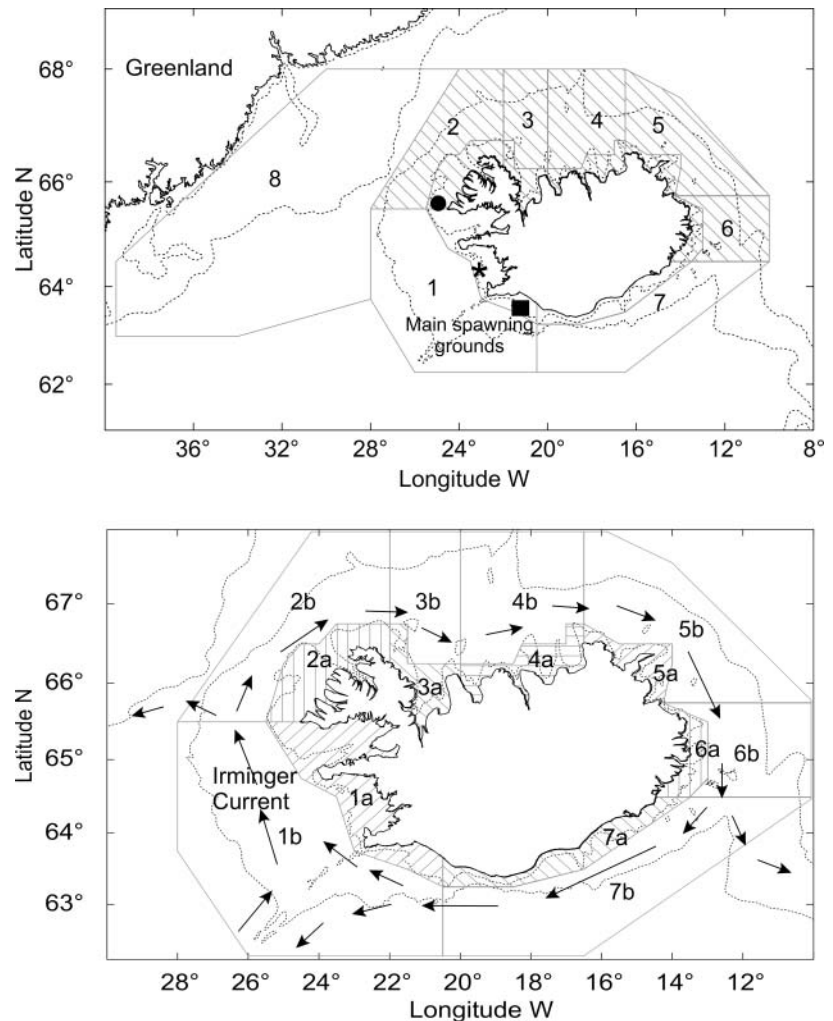 68°
66°
64°
62°
Latitude N
Greenland
8
2
3
4
5
6
1
7
*
Main spawning
grounds
36°
32°
28°
24°
20°
16°
12°
8°
Longitude W
67°
66°
65°
64°
63°
Latitude N
2b
3b
4b
5b
2a
3a
4a
5a
6a
6b
Irminger
Current
1a
1b
7a
7b
28°
26°
24°
22°
20°
18°
16°
14°
12°
Longitude W